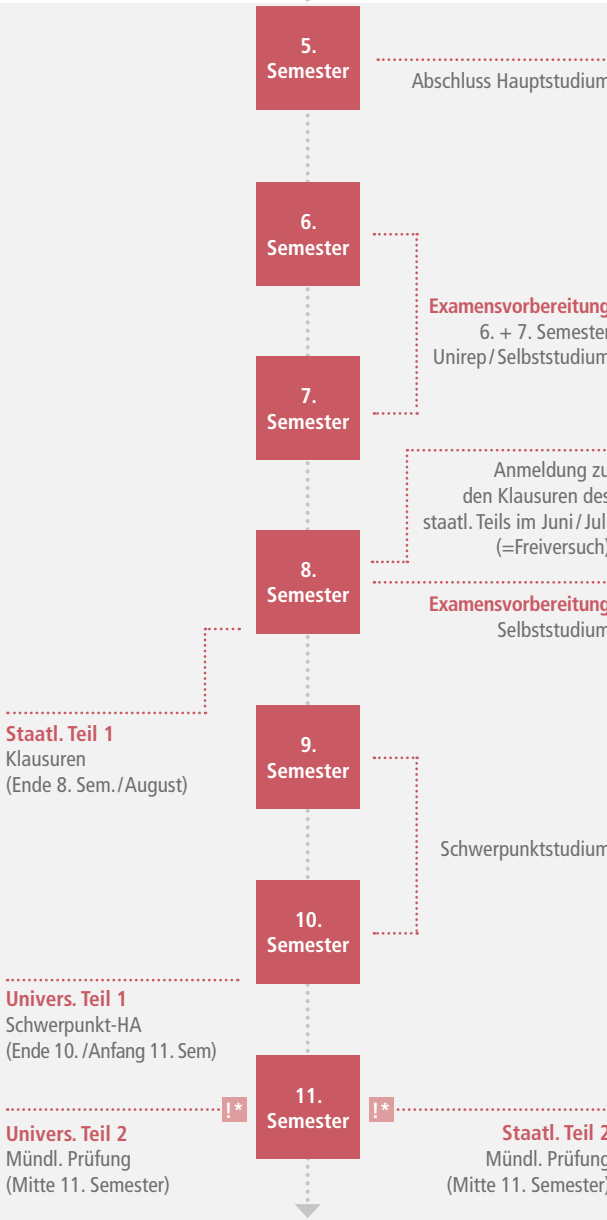 5.
Semester
Abschluss Hauptstudium
6.
Semester
Examensvorbereitung
6. + 7. Semester
Unirep/Selbststudium
7.
Semester
Anmeldung zu
den Klausuren des
staatl. Teils im Juni/Juli
(=Freiversuch)
8.
Semester
Examensvorbereitung
Selbststudium
Staatl. Teil 1
Klausuren
(Ende 8. Sem./August)
9.
Semester
Schwerpunktstudium
10.
Semester
Univers. Teil 1
Schwerpunkt-HA
(Ende 10. /Anfang 11. Sem)
11.
Semester
!*
!*
Univers. Teil 2
Mündl. Prüfung
(Mitte 11. Semester)
Staatl. Teil 2
Mündl. Prüfung
(Mitte 11. Semester)